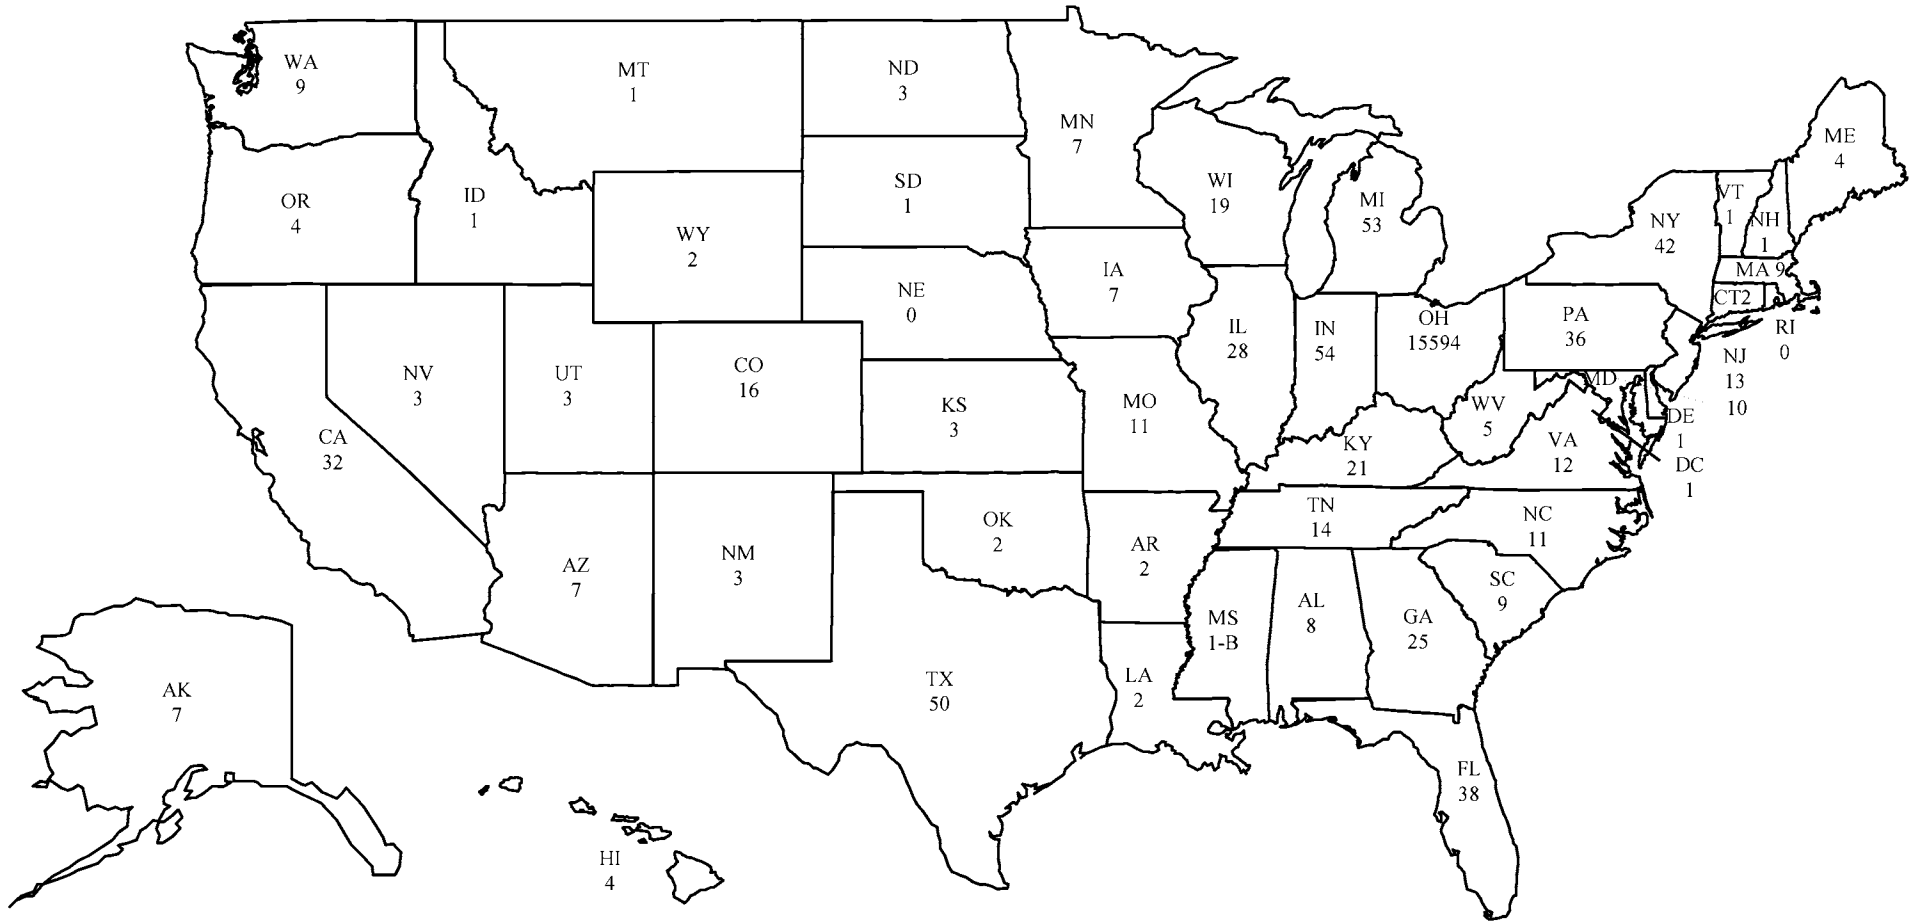 WA
9
MT
1
ND
3
MN
7
OR
4
ID
1
WY
2
SD
1
WI
19
MI
53
NY
42
VT
1
NH
1
ME
4
MA 9
CT2
RI
0
NE
0
IA
7
IL
28
IN
54
OH
15594
PA
36
NJ
13
10
MD
DE
1
DC
1
CA
32
NV
3
UT
3
CO
16
KS
3
MO
11
KY
21
WV
5
VA
12
AZ
7
NM
3
OK
2
AR
2
TN
14
NC
11
SC
9
TX
50
LA
2
MS
1-B
AL
8
GA
25
FL
38
AK
7
HI
4